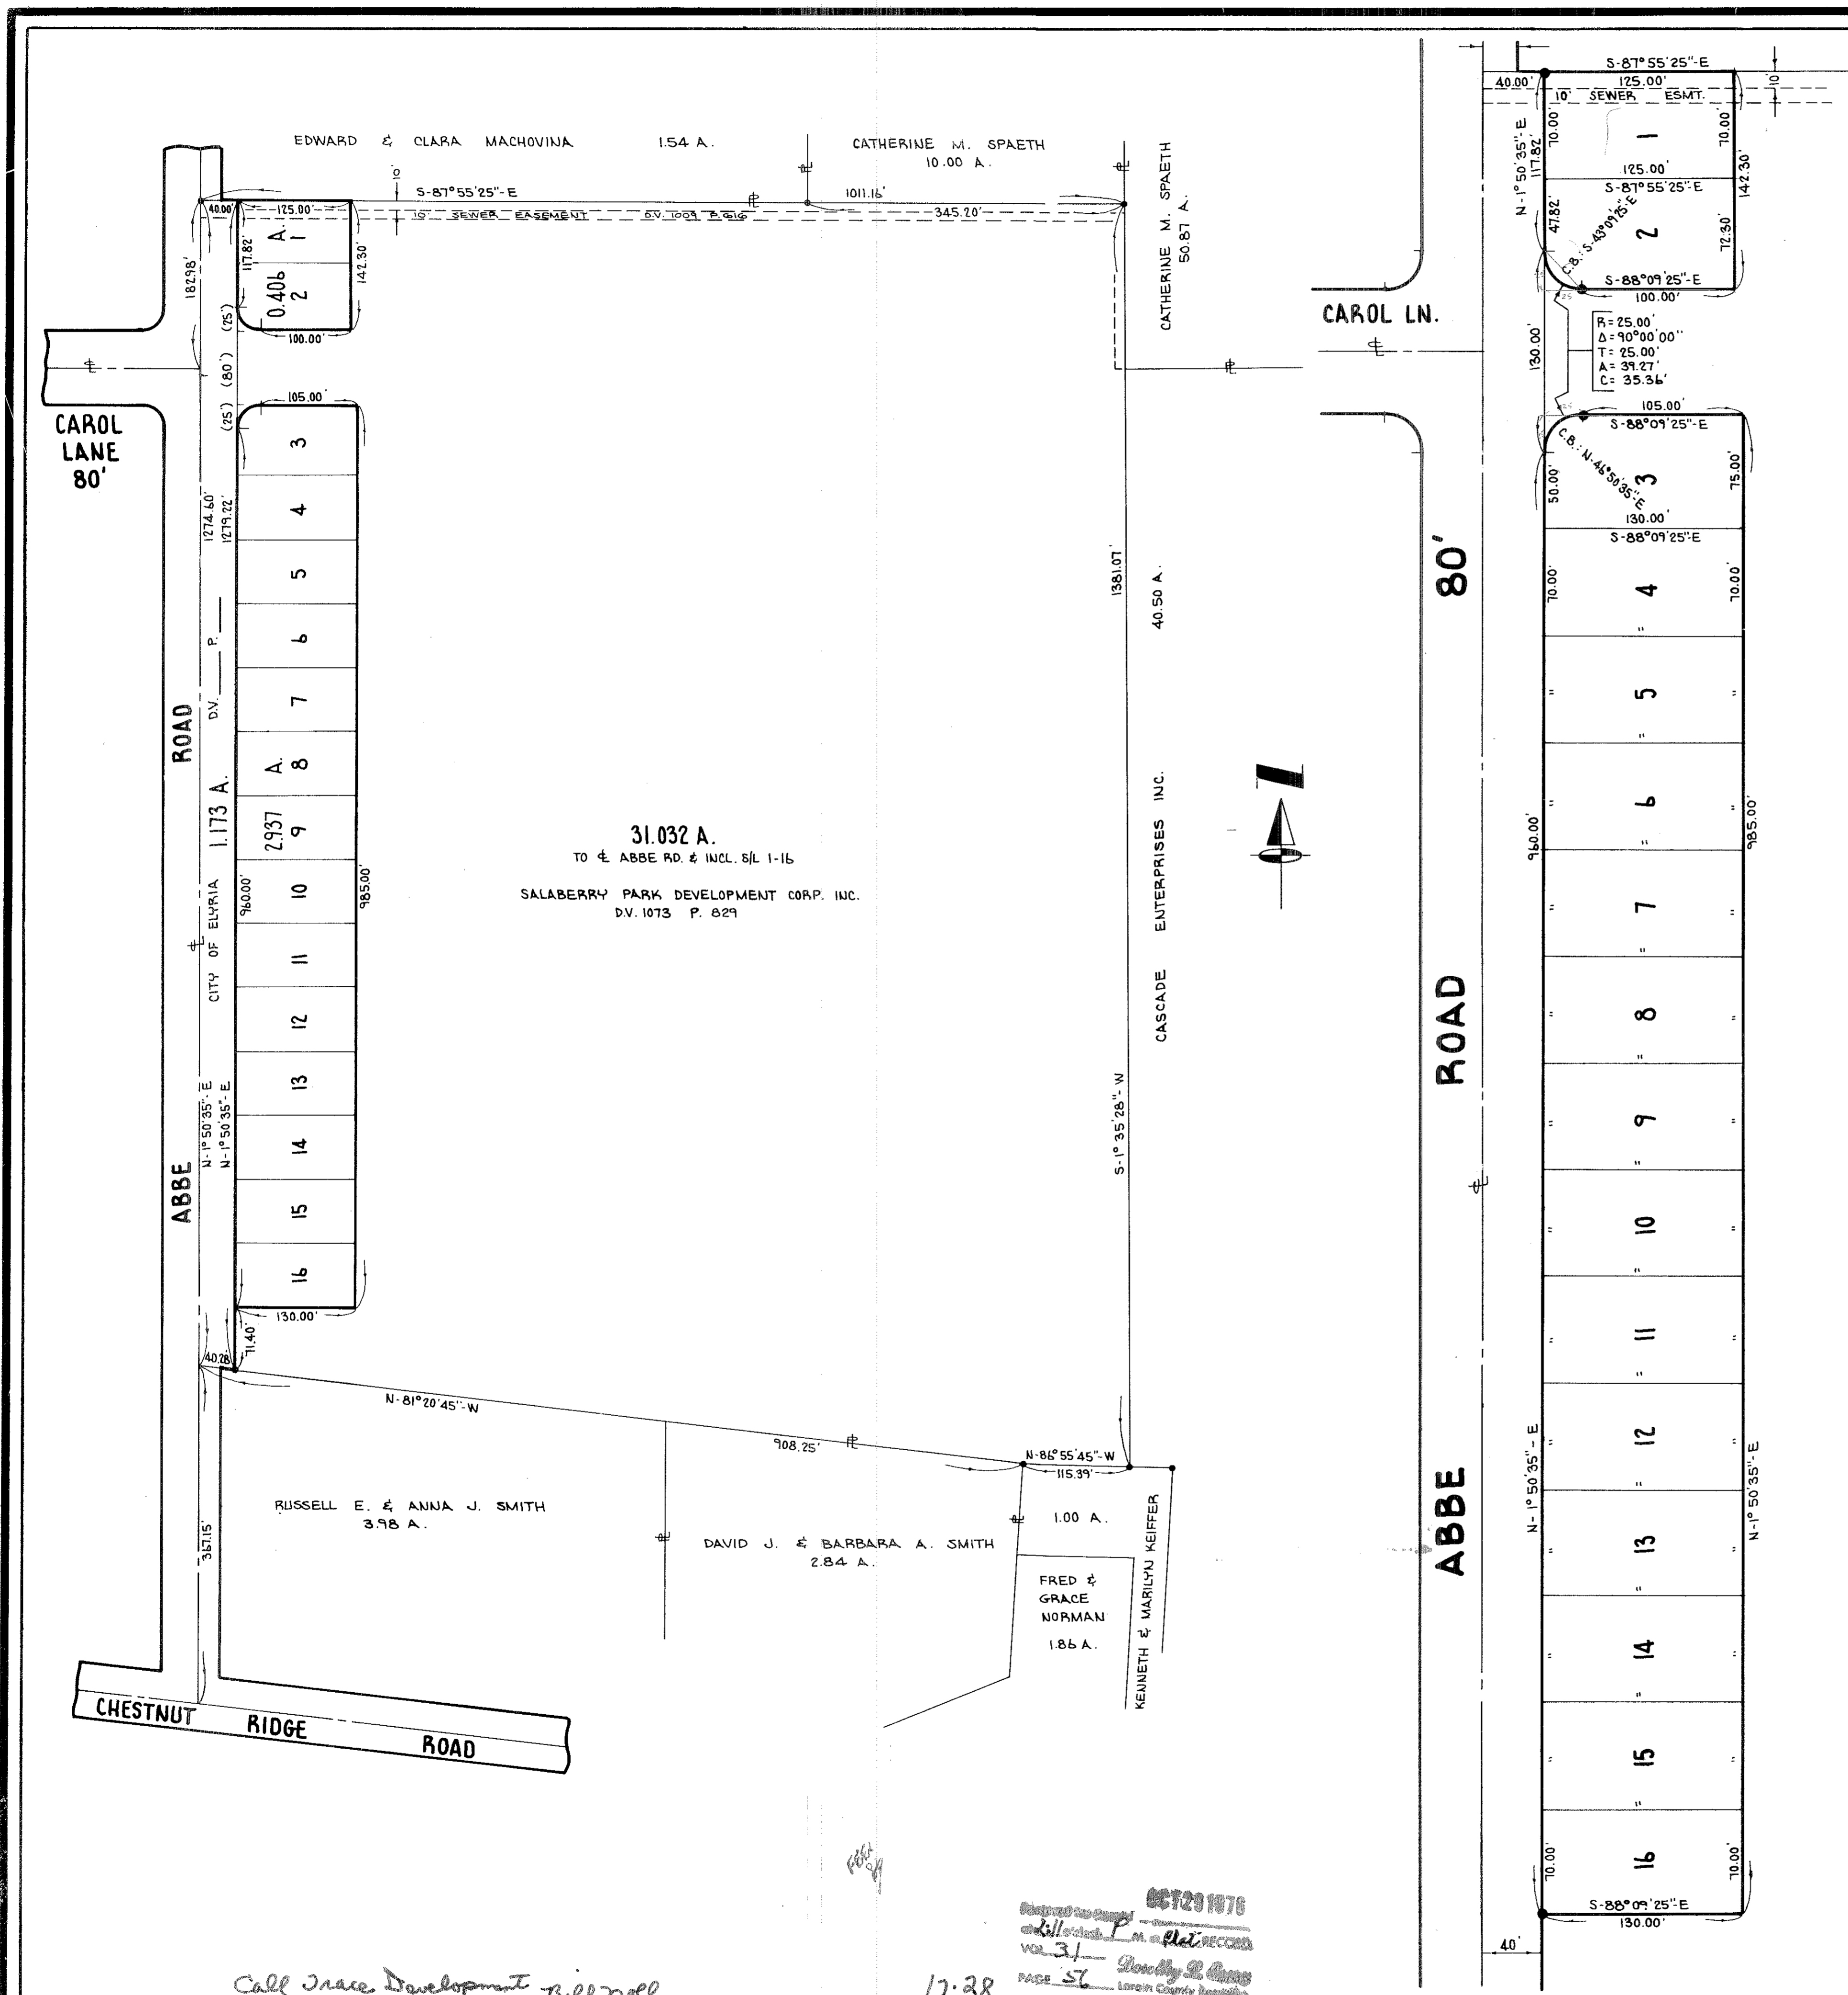 EDWARD & CLARA MACHOVINA 1.54 A.
CATHERINE M. SPAETH
10.00 A.
CATHERINE M. SPAETH
50.87 A.
S-87°55'25"-E
1011.16'
345.20'
10'
10' SEWER EASEMENT D.V. 1009 P. 616
40.00'
125.00'
117.82'
142.30'
0.406 A.
1
2
100.00'
182.98'
(25')
(80')
(25')
105.00'
CAROL
LANE
80'
1274.60'
1279.22'
3
4
5
6
7
8
9
10
11
12
13
14
15
16
2.937 A.
960.00'
985.00'
ABBE ROAD
CITY OF ELYRIA 1.173 A. D.V. P.
N-1°50'35"-E
N-1°50'35"-E
130.00'
71.40'
40.28'
31.032 A.
TO ℄ ABBE RD. & INCL. S/L 1-16
SALABERRY PARK DEVELOPMENT CORP. INC.
D.V. 1073 P. 829
1381.07'
S-1°35'28"-W
CASCADE ENTERPRISES INC. 40.50 A.
N-81°20'45"-W
908.25'
N-86°55'45"-W
115.39'
367.15'
RUSSELL E. & ANNA J. SMITH
3.98 A.
DAVID J. & BARBARA A. SMITH
2.84 A.
1.00 A.
FRED &
GRACE
NORMAN
1.86 A.
KENNETH & MARILYN KEIFFER
CHESTNUT RIDGE ROAD
CAROL LN.
ABBE ROAD 80'
S-87°55'25"-E
125.00'
10' SEWER ESMT.
10'
40.00'
N-1°50'35"-E
117.82'
70.00'
1
70.00'
142.30'
125.00'
S-87°55'25"-E
47.82'
C.B.: S-43°09'25"-E
2
72.30'
S-88°09'25"-E
100.00'
130.00'
R=25.00'
Δ=90°00'00"
T=25.00'
A=39.27'
C=35.36'
105.00'
S-88°09'25"-E
C.B.: N-46°50'35"-E
50.00'
3
75.00'
130.00'
S-88°09'25"-E
70.00'
4
70.00'
"
" 5 "
"
" 6 "
"
960.00'
985.00'
" 7 "
"
" 8 "
"
" 9 "
"
" 10 "
"
" 11 "
"
" 12 "
"
N-1°50'35"-E
N-1°50'35"-E
" 13 "
"
" 14 "
"
" 15 "
"
70.00'
16
70.00'
S-88°09'25"-E
130.00'
40'
OCT 29 1976
at 2:11 o'clock P M. in Plat RECORDS
VOL 31
PAGE 56
Lorain County
Call Development
17.28